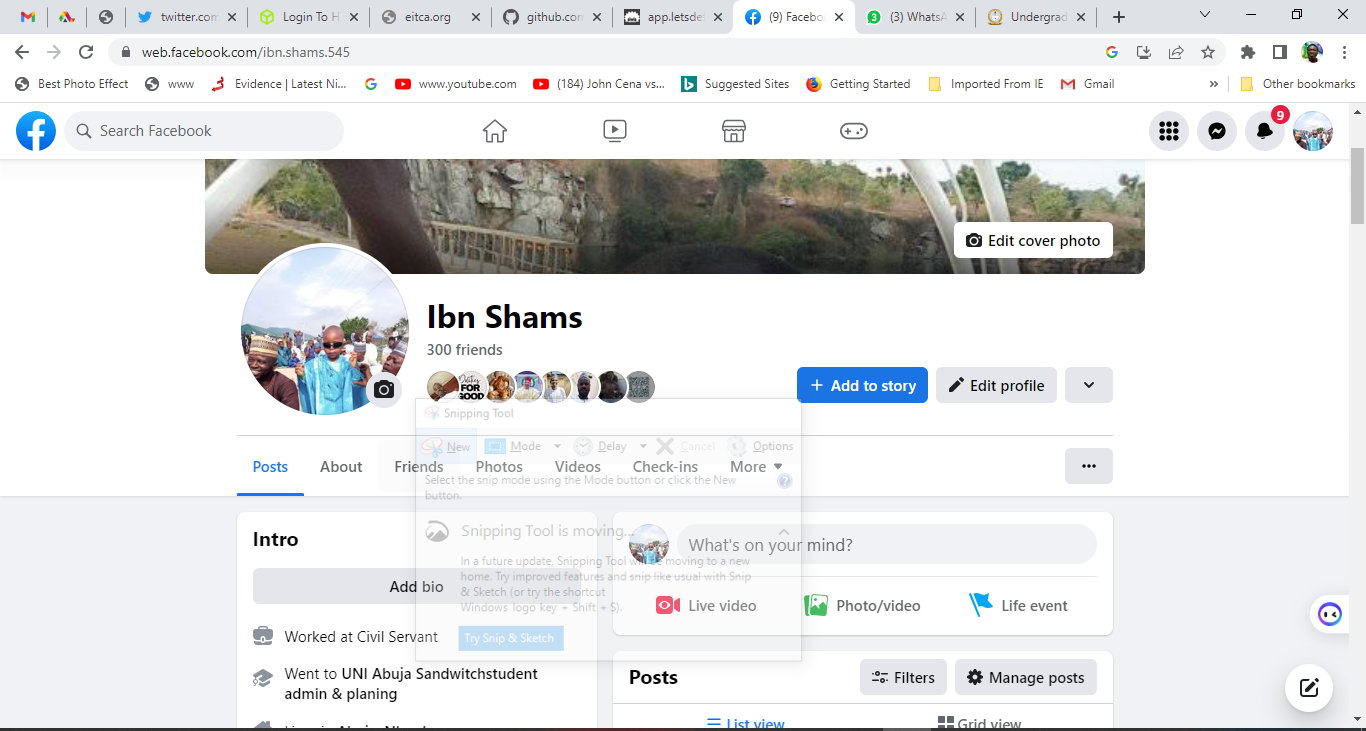 twitter.com
Login To H
eitca.org
github.com
app.letsdef
(9) Facebo
3
(3) WhatsA
Undergrad
web.facebook.com/ibn.shams.545
Best Photo Effect
www
Evidence | Latest Ni...
www.youtube.com
(184) John Cena vs...
Suggested Sites
Getting Started
Imported From IE
Gmail
»
Other bookmarks
Search Facebook
9
Edit cover photo
Ibn Shams
300 friends
FOR
GOOD
+ Add to story
Edit profile
Snipping Tool
New
Mode
Delay
Cancel
Options
Posts
About
Friends
Photos
Videos
Check-ins
More
Select the snip mode using the Mode button or click the New
button.
Intro
Snipping Tool is moving...
What's on your mind?
In a future update, Snipping Tool will be moving to a new
home. Try improved features and snip like usual with Snip
& Sketch (or try the shortcut
Windows logo key + Shift + S).
Add bio
Live video
Photo/video
Life event
Worked at Civil Servant
Try Snip & Sketch
Went to UNI Abuja Sandwitchstudent
admin & planing
Posts
Filters
Manage posts
List view
Grid view